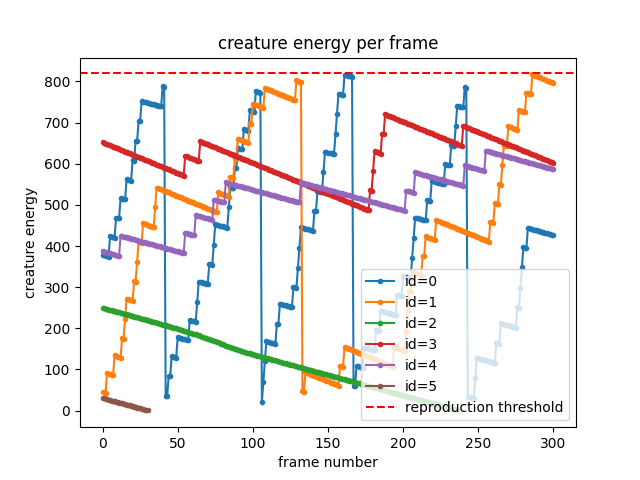 creature energy per frame
creature energy
800
700
600
500
400
300
200
100
0
0
50
100
150
200
250
300
frame number
id=0
id=1
id=2
id=3
id=4
id=5
reproduction threshold